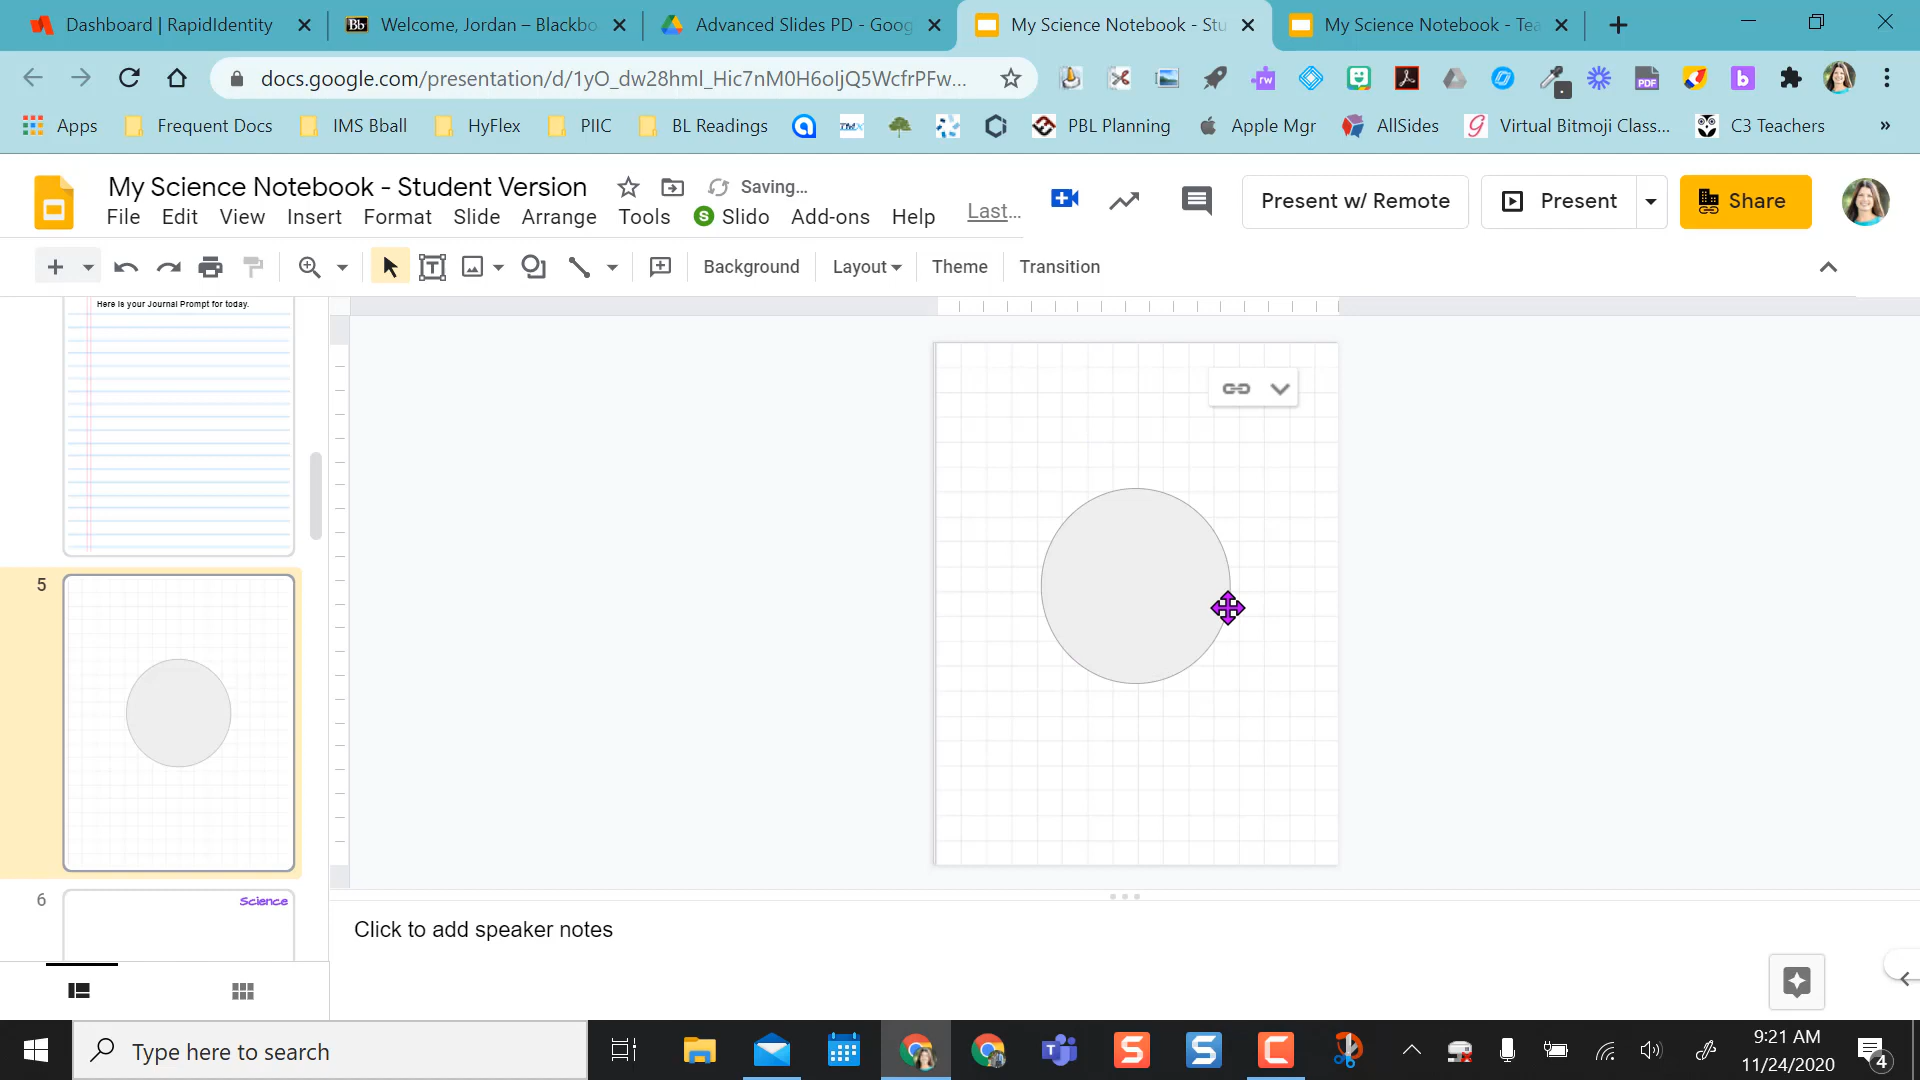 Dashboard | RapidIdentity
Bb Welcome, Jordan – Blackbo
Advanced Slides PD - Goog
My Science Notebook - Stu
My Science Notebook - Tea
docs.google.com/presentation/d/1yO_dw28hml_Hic7nM0H6oIjQ5WcfrPFw...
rw
PDF
b
Apps
Frequent Docs
IMS Bball
HyFlex
PIIC
BL Readings
PBL Planning
Apple Mgr
AllSides
Virtual Bitmoji Class...
C3 Teachers
»
My Science Notebook - Student Version
Saving...
File Edit View Insert Format Slide Arrange Tools S Slido Add-ons Help Last...
Present w/ Remote
Present
Share
Background Layout Theme Transition
Here is your Journal Prompt for today.
5
6
Science
Click to add speaker notes
Type here to search
9:21 AM
11/24/2020
4